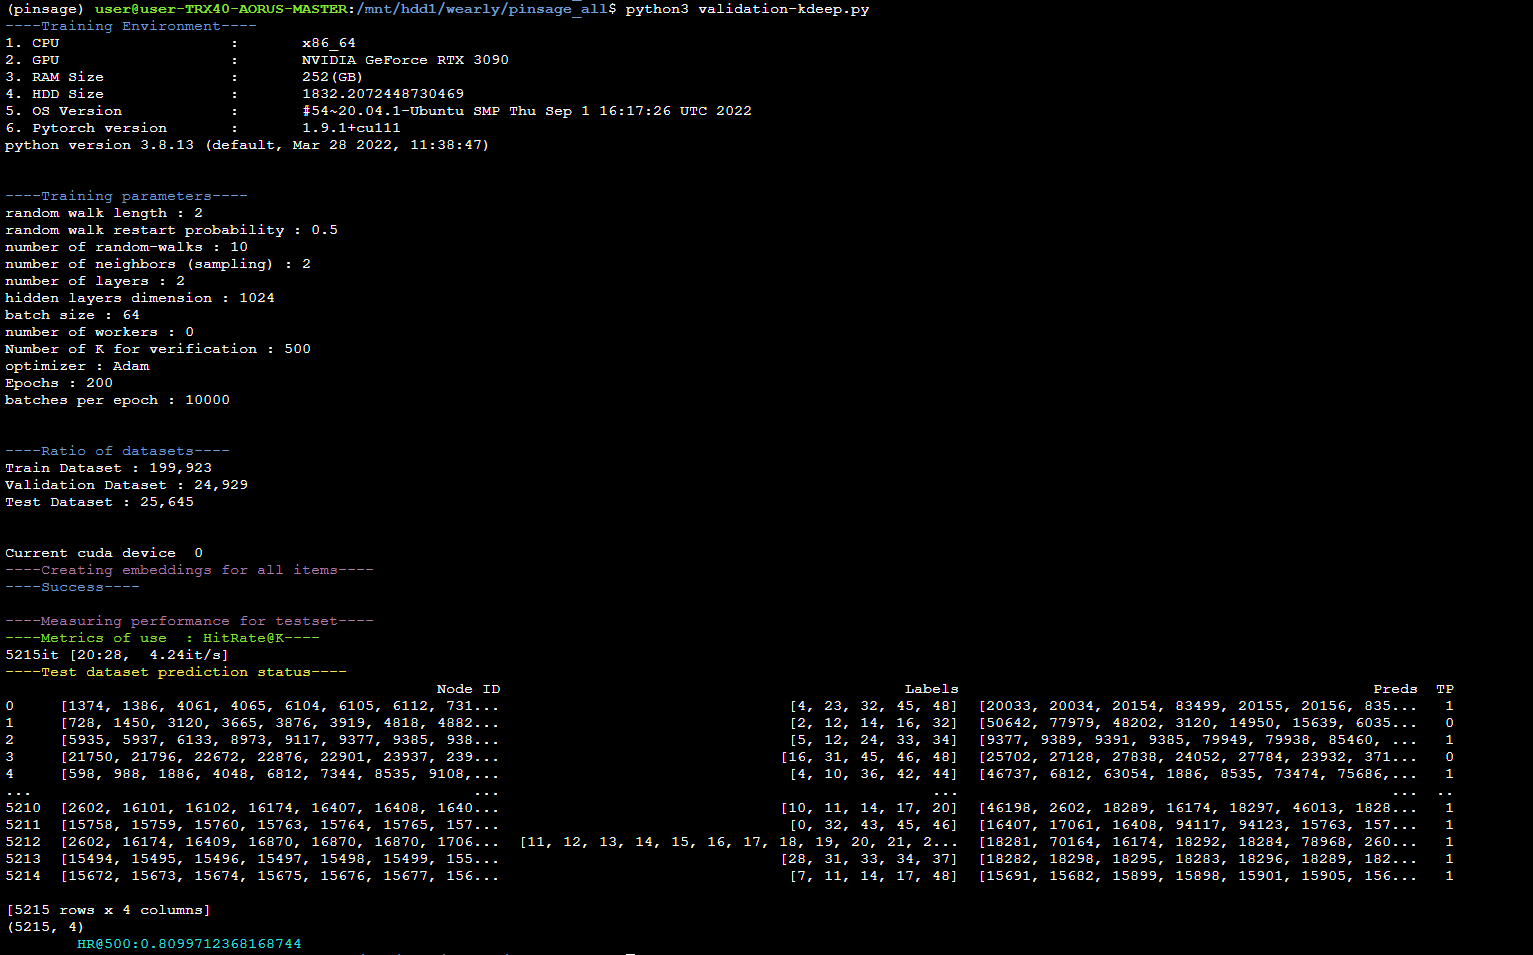 (pinsage) user@user-TRX40-AORUS-MASTER:/mnt/hdd1/wearly/pinsage_all$ python3 validation-kdeep.py
----Training Environment----
1. CPU : x86_64
2. GPU : NVIDIA GeForce RTX 3090
3. RAM Size : 252(GB)
4. HDD Size : 1832.2072448730469
5. OS Version : #54~20.04.1-Ubuntu SMP Thu Sep 1 16:17:26 UTC 2022
6. Pytorch version : 1.9.1+cu111
python version 3.8.13 (default, Mar 28 2022, 11:38:47)
----Training parameters----
random walk length : 2
random walk restart probability : 0.5
number of random-walks : 10
number of neighbors (sampling) : 2
number of layers : 2
hidden layers dimension : 1024
batch size : 64
number of workers : 0
Number of K for verification : 500
optimizer : Adam
Epochs : 200
batches per epoch : 10000
----Ratio of datasets----
Train Dataset : 199,923
Validation Dataset : 24,929
Test Dataset : 25,645
Current cuda device  0
----Creating embeddings for all items----
----Success----
----Measuring performance for testset----
----Metrics of use  : HitRate@K----
5215it [20:28,  4.24it/s]
----Test dataset prediction status----
Node ID Labels Preds TP
0 [1374, 1386, 4061, 4065, 6104, 6105, 6112, 731... [4, 23, 32, 45, 48] [20033, 20034, 20154, 83499, 20155, 20156, 835... 1
1 [728, 1450, 3120, 3665, 3876, 3919, 4818, 4882... [2, 12, 14, 16, 32] [50642, 77979, 48202, 3120, 14950, 15639, 6035... 0
2 [5935, 5937, 6133, 8973, 9117, 9377, 9385, 938... [5, 12, 24, 33, 34] [9377, 9389, 9391, 9385, 79949, 79938, 85460, ... 1
3 [21750, 21796, 22672, 22876, 22901, 23937, 239... [16, 31, 45, 46, 48] [25702, 27128, 27838, 24052, 27784, 23932, 371... 0
4 [598, 988, 1886, 4048, 6812, 7344, 8535, 9108,... [4, 10, 36, 42, 44] [46737, 6812, 63054, 1886, 8535, 73474, 75686,... 1
... ... ... ... ..
5210 [2602, 16101, 16102, 16174, 16407, 16408, 1640... [10, 11, 14, 17, 20] [46198, 2602, 18289, 16174, 18297, 46013, 1828... 1
5211 [15758, 15759, 15760, 15763, 15764, 15765, 157... [0, 32, 43, 45, 46] [16407, 17061, 16408, 94117, 94123, 15763, 157... 1
5212 [2602, 16174, 16409, 16870, 16870, 16870, 1706... [11, 12, 13, 14, 15, 16, 17, 18, 19, 20, 21, 2... [18281, 70164, 16174, 18292, 18284, 78968, 260... 1
5213 [15494, 15495, 15496, 15497, 15498, 15499, 155... [28, 31, 33, 34, 37] [18282, 18298, 18295, 18283, 18296, 18289, 182... 1
5214 [15672, 15673, 15674, 15675, 15676, 15677, 156... [7, 11, 14, 17, 48] [15691, 15682, 15899, 15898, 15901, 15905, 156... 1
[5215 rows x 4 columns]
(5215, 4)
HR@500:0.8099712368168744